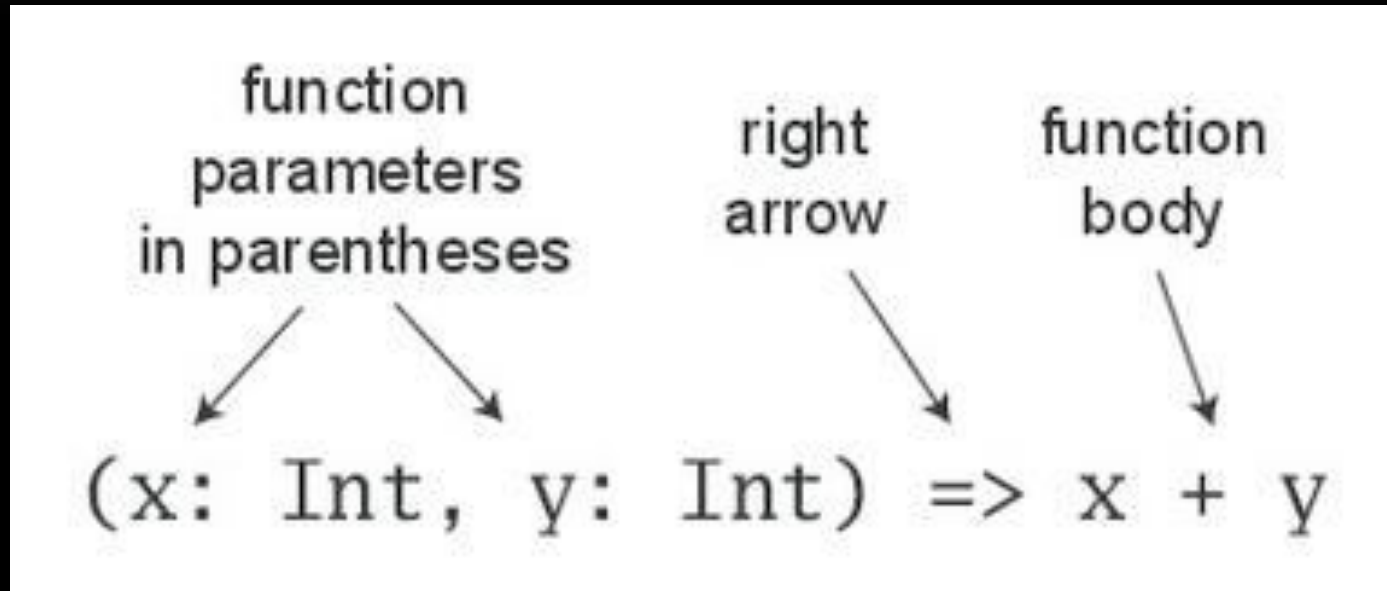 function
parameters
in parentheses
right
arrow
function
body
(x: Int, y: Int) => x + y